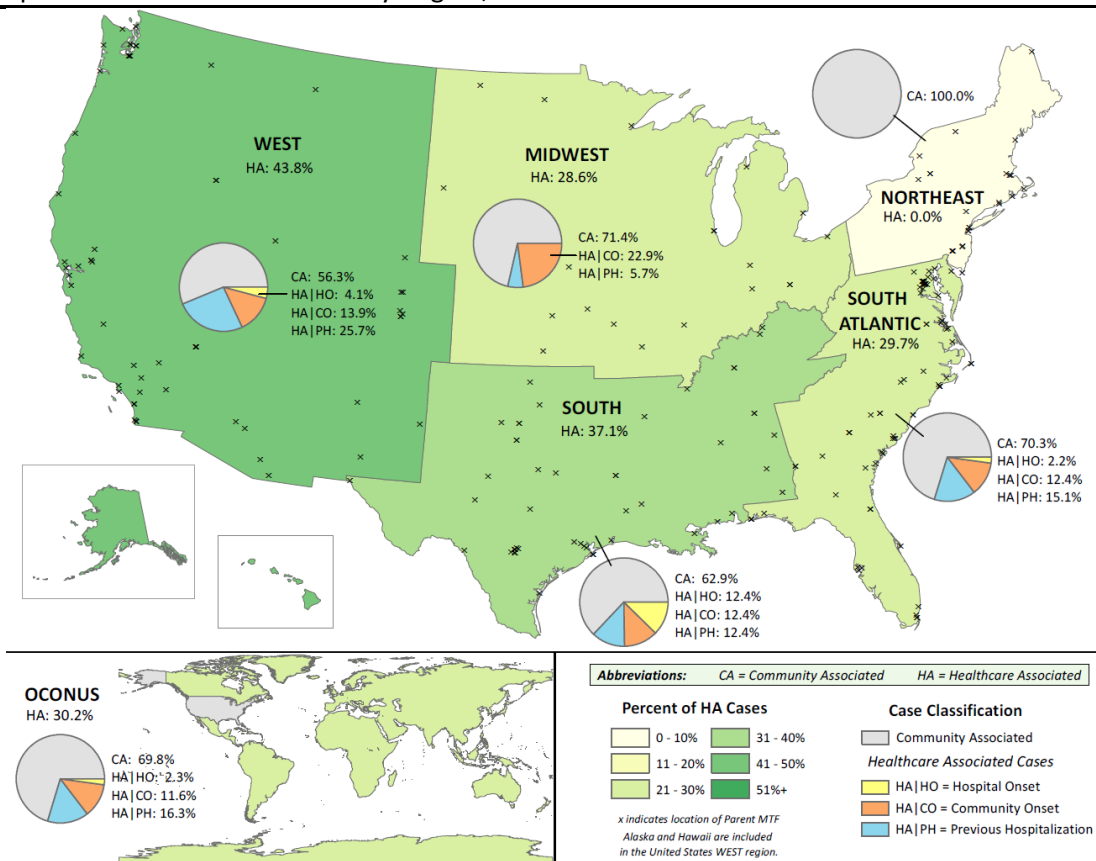 WEST
HA: 43.8%
CA: 56.3%
HA|HO: 4.1%
HA|CO: 13.9%
HA|PH: 25.7%
MIDWEST
HA: 28.6%
CA: 71.4%
HA|CO: 22.9%
HA|PH: 5.7%
CA: 100.0%
NORTHEAST
HA: 0.0%
SOUTH
ATLANTIC
HA: 29.7%
CA: 70.3%
HA|HO: 2.2%
HA|CO: 12.4%
HA|PH: 15.1%
SOUTH
HA: 37.1%
CA: 62.9%
HA|HO: 12.4%
HA|CO: 12.4%
HA|PH: 12.4%
OCONUS
HA: 30.2%
CA: 69.8%
HA|HO: 2.3%
HA|CO: 11.6%
HA|PH: 16.3%
Abbreviations: CA = Community Associated HA = Healthcare Associated
Percent of HA Cases
0 - 10%
11 - 20%
21 - 30%
31 - 40%
41 - 50%
51%+
x indicates location of Parent MTF
Alaska and Hawaii are included
in the United States WEST region.
Case Classification
Community Associated
Healthcare Associated Cases
HA|HO = Hospital Onset
HA|CO = Community Onset
HA|PH = Previous Hospitalization